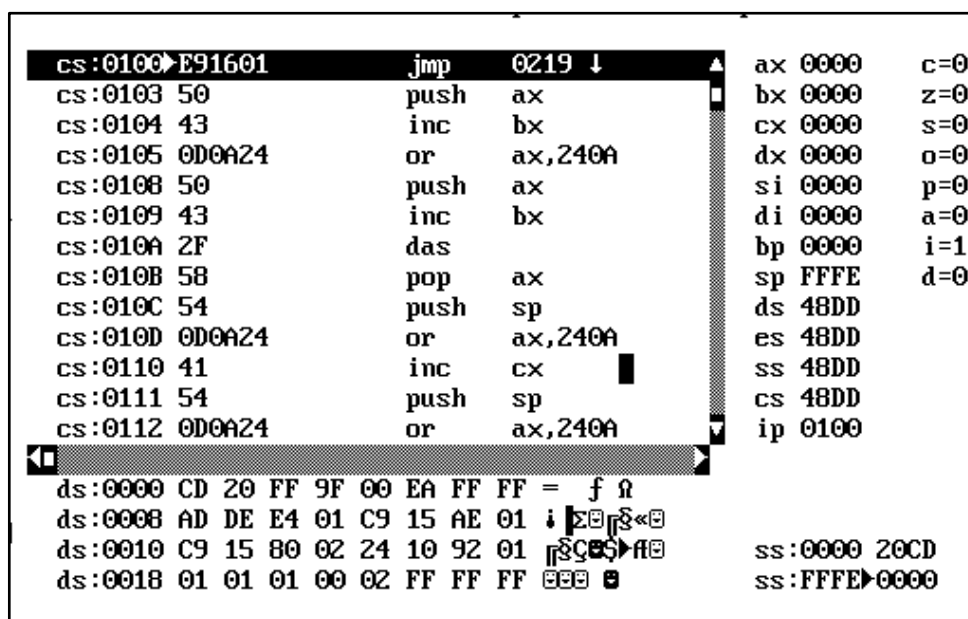 cs:0100►E91601 jmp 0219 ↓ ax 0000 c=0
cs:0103 50 push ax bx 0000 z=0
cs:0104 43 inc bx cx 0000 s=0
cs:0105 0D0A24 or ax,240A dx 0000 o=0
cs:0108 50 push ax si 0000 p=0
cs:0109 43 inc bx di 0000 a=0
cs:010A 2F das bp 0000 i=1
cs:010B 58 pop ax sp FFFE d=0
cs:010C 54 push sp ds 48DD
cs:010D 0D0A24 or ax,240A es 48DD
cs:0110 41 inc cx ss 48DD
cs:0111 54 push sp cs 48DD
cs:0112 0D0A24 or ax,240A ip 0100
ds:0000 CD 20 FF 9F 00 EA FF FF = ƒ Ω
ds:0008 AD DE E4 01 C9 15 AE 01 ¡▐Σ☺╔§«☺
ds:0010 C9 15 80 02 24 10 92 01 ╔§Ç☻$►Æ☺ ss:0000 20CD
ds:0018 01 01 01 00 02 FF FF FF ☺☺☺ ☻ ss:FFFE►0000